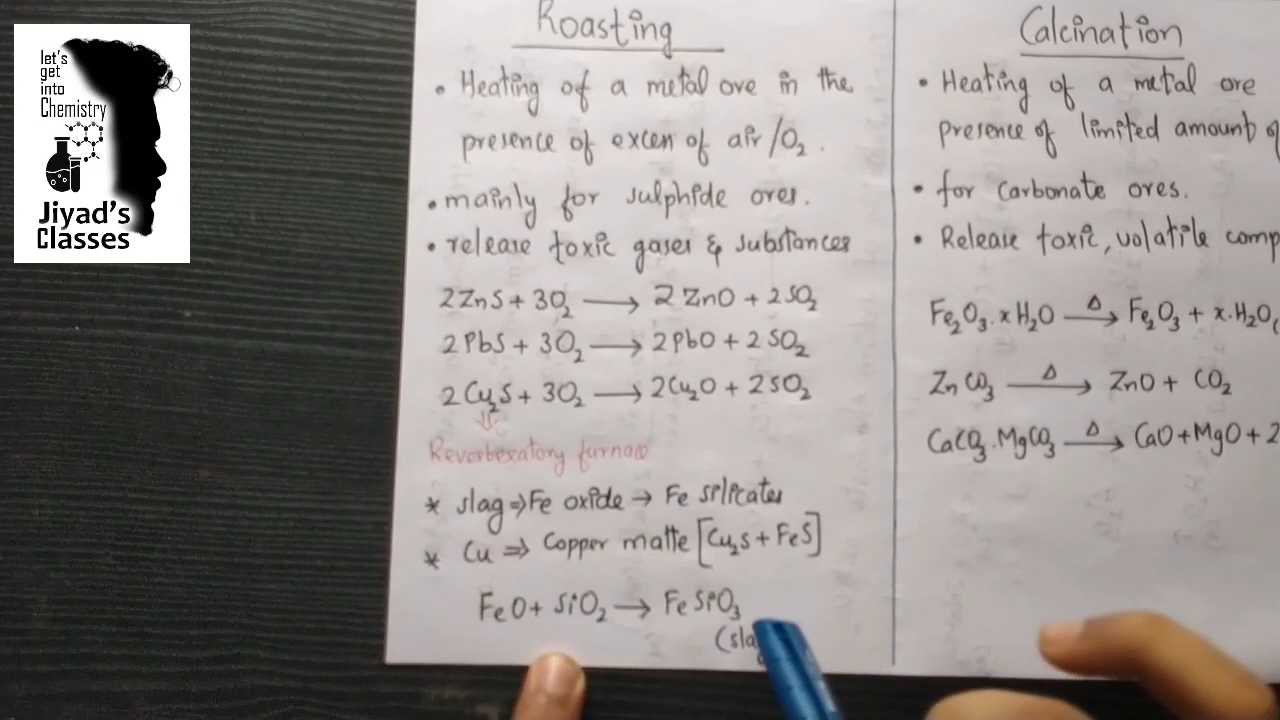 let's
get
into
Chemistry
Jiyad's
Classes
Roasting
• Heating of a metal ore in the
presence of excen of air/O₂.
• mainly for sulphide ores.
• release toxic gases & substances
2ZnS + 3O₂ → 2ZnO + 2SO₂
2PbS + 3O₂ → 2PbO + 2SO₂
2Cu₂S + 3O₂ → 2Cu₂O + 2SO₂
⇓
Reverberatory furnace
* slag ⇒ Fe oxide → Fe silicates
* Cu ⇒ Copper matte [Cu₂S + FeS]
FeO + SiO₂ → FeSiO₃
(sla
Calcination
• Heating of a metal ore
presence of limited amount of
• for Carbonate ores.
• Release toxic, volatile comp
Fe₂O₃.xH₂O –Δ→ Fe₂O₃ + x.H₂O(
ZnCO₃ –Δ→ ZnO + CO₂
CaCO₃.MgCO₃ –Δ→ CaO + MgO + 2